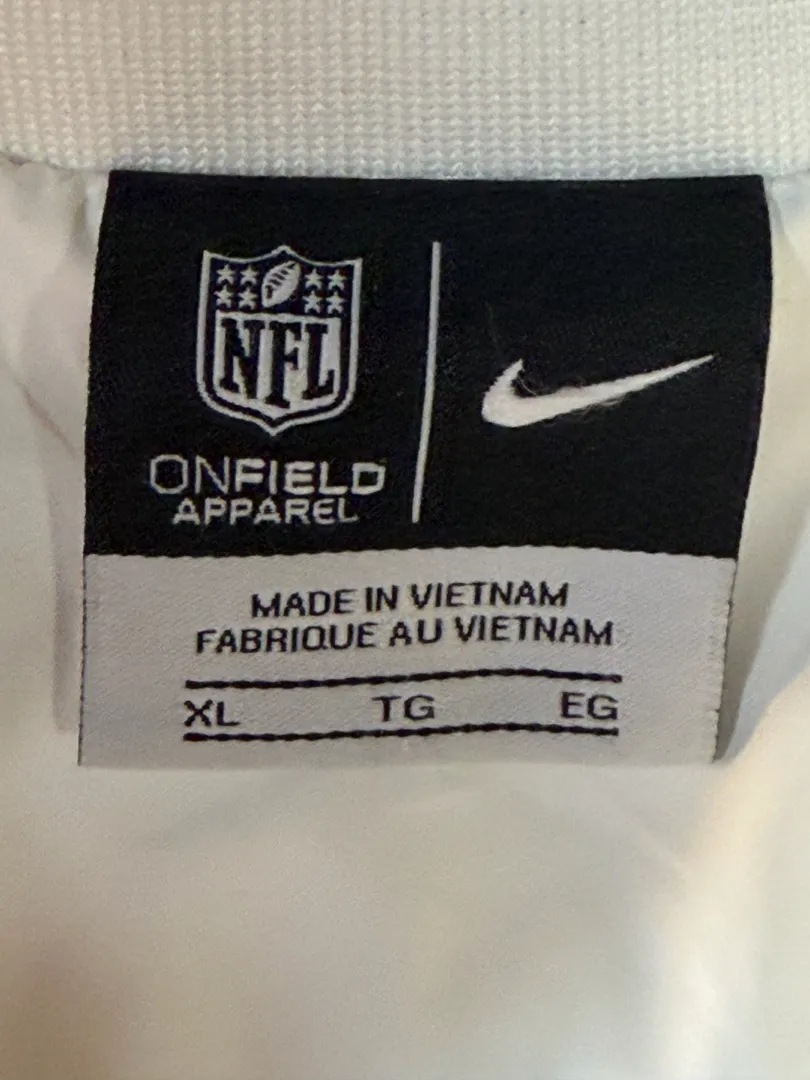 NFL
ONFIELD
APPAREL
MADE IN VIETNAM
FABRIQUE AU VIETNAM
XL TG EG